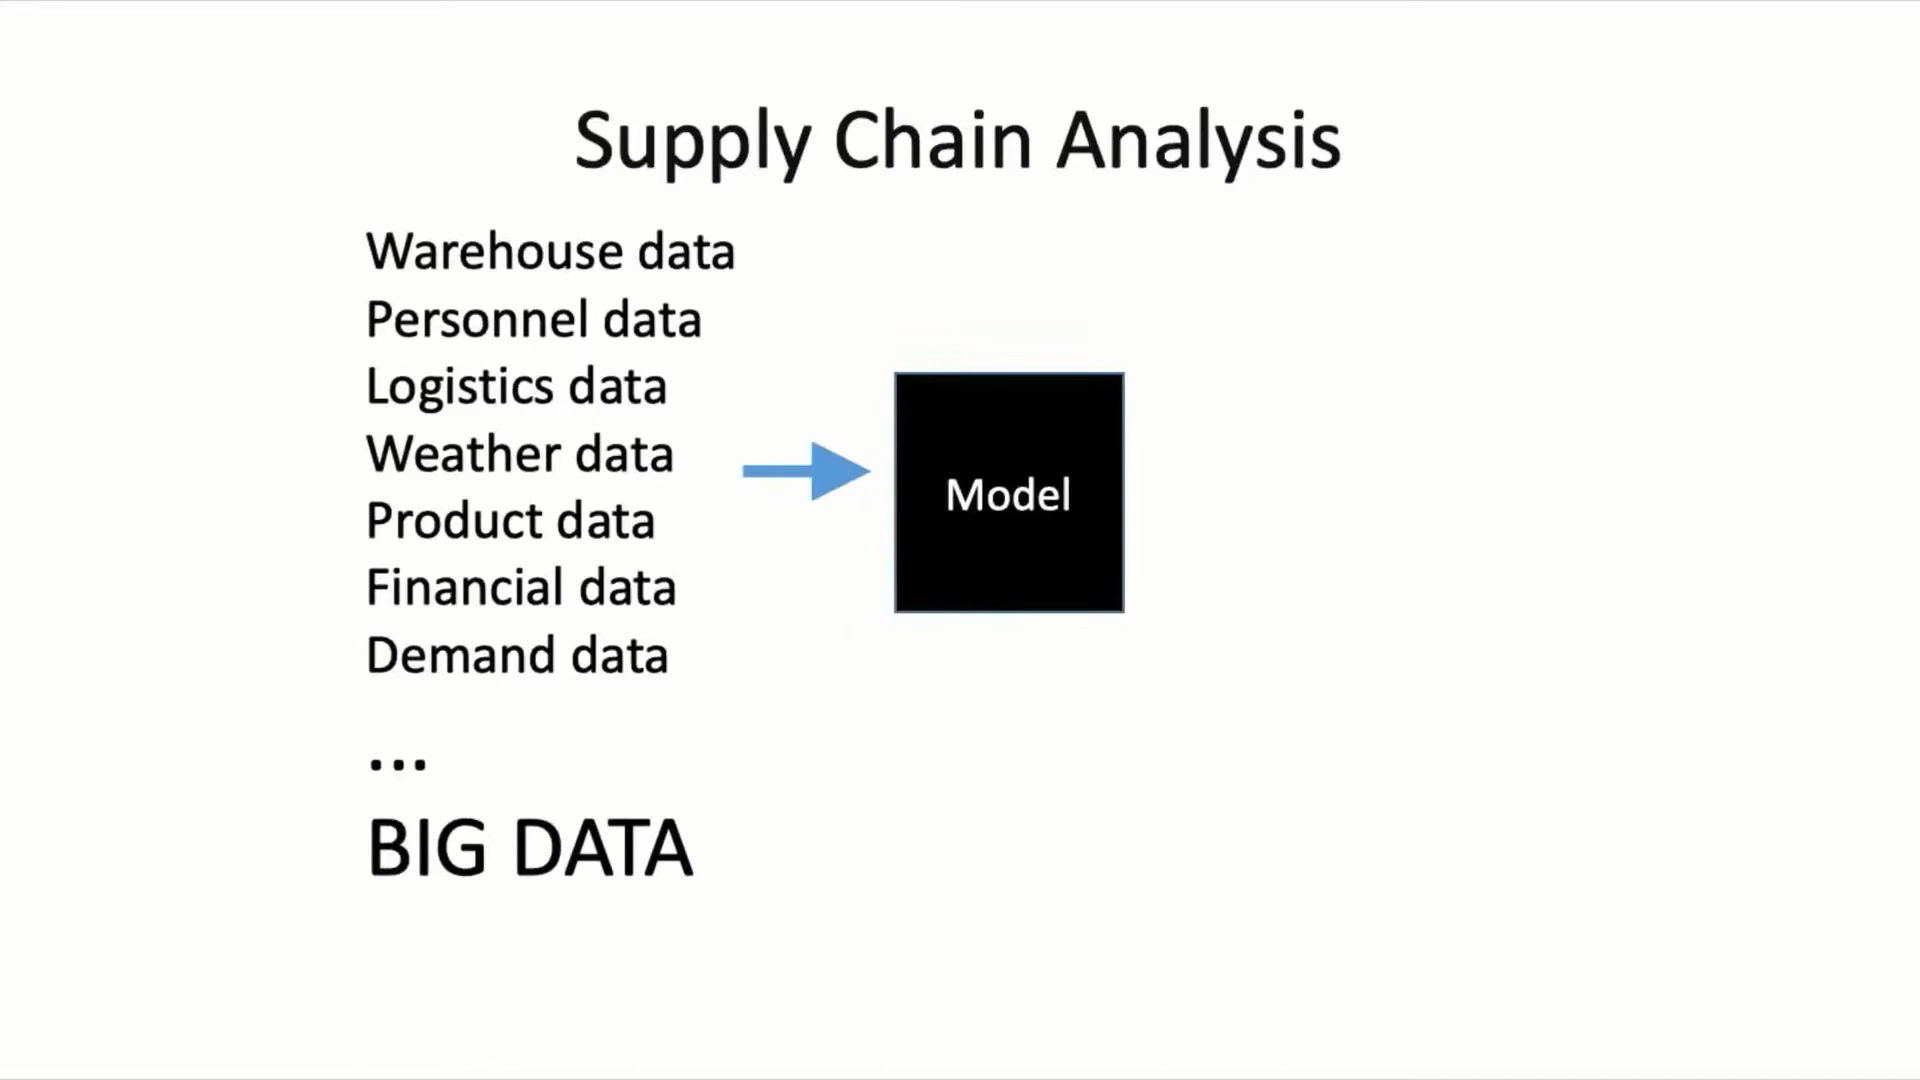 Supply Chain Analysis
Warehouse data
Personnel data
Logistics data
Weather data
Product data
Financial data
Demand data
...
BIG DATA
Model